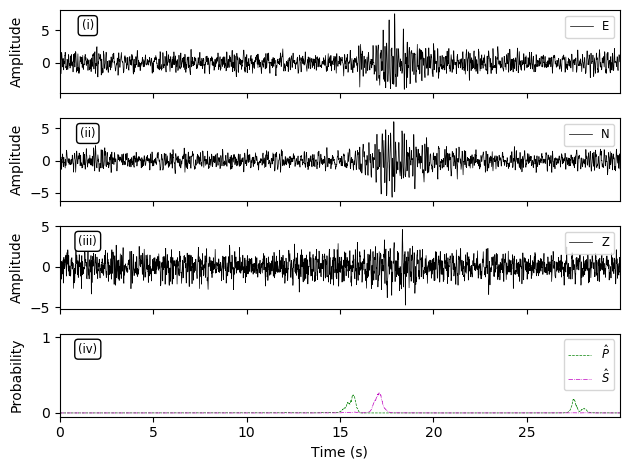 (i)
E
Amplitude
5
0
(ii)
N
Amplitude
5
0
−5
(iii)
Z
Amplitude
5
0
−5
(iv)
P̂
Ŝ
Probability
1
0
0 5 10 15 20 25
Time (s)